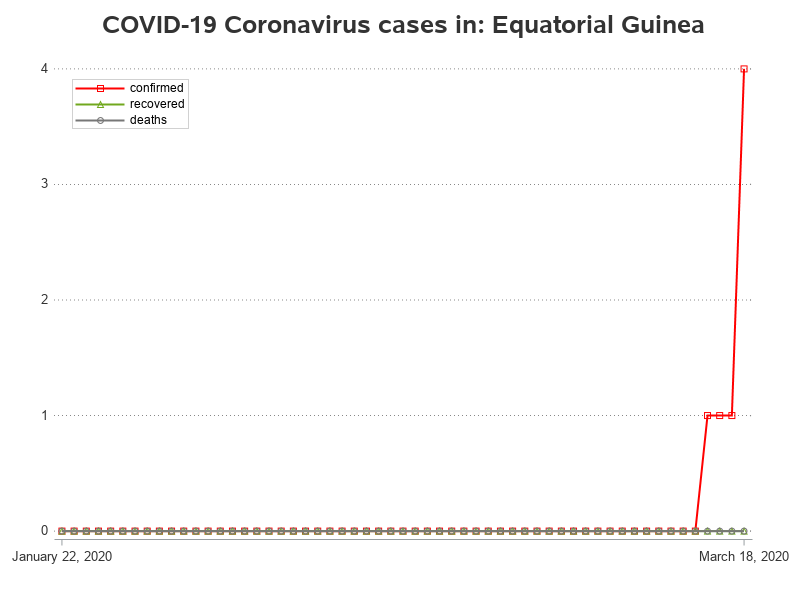 COVID-19 Coronavirus cases in: Equatorial Guinea
4
confirmed
recovered
deaths
3
2
1
0
January 22, 2020
March 18, 2020